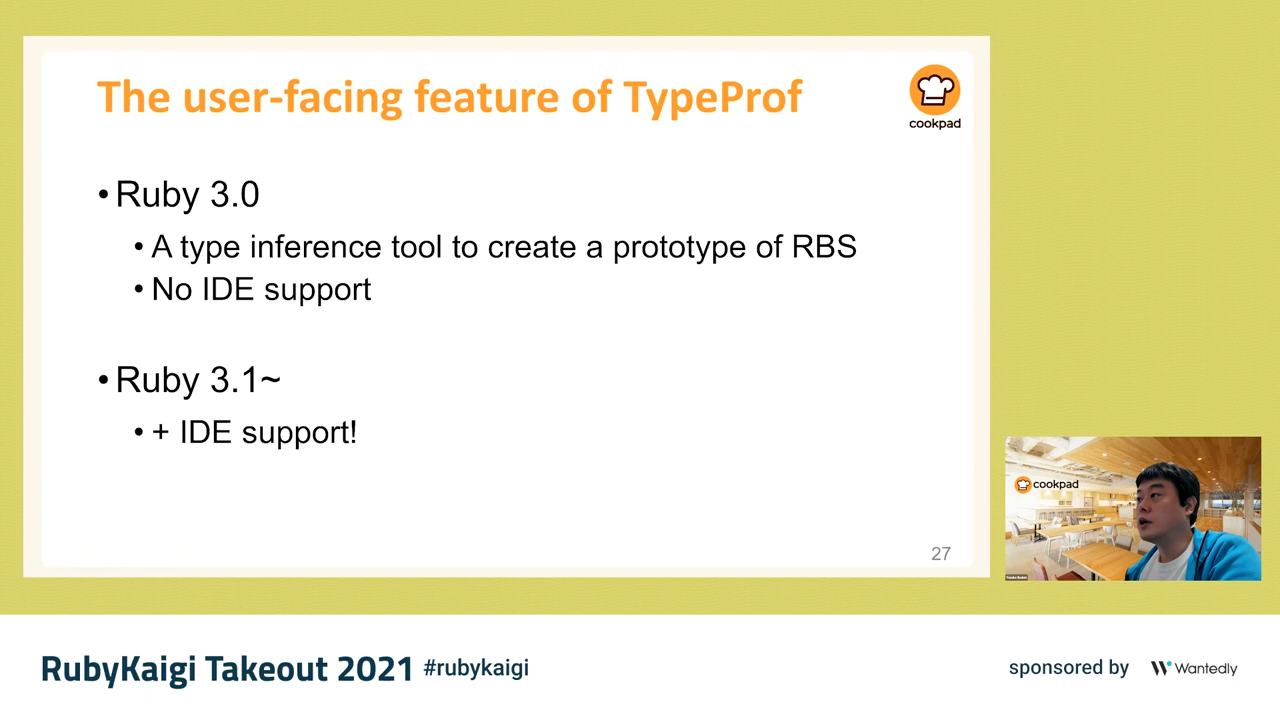 The user-facing feature of TypeProf
cookpad
• Ruby 3.0
• A type inference tool to create a prototype of RBS
• No IDE support
• Ruby 3.1~
• + IDE support!
27
cookpad
RubyKaigi Takeout 2021 #rubykaigi
sponsored by Wantedly